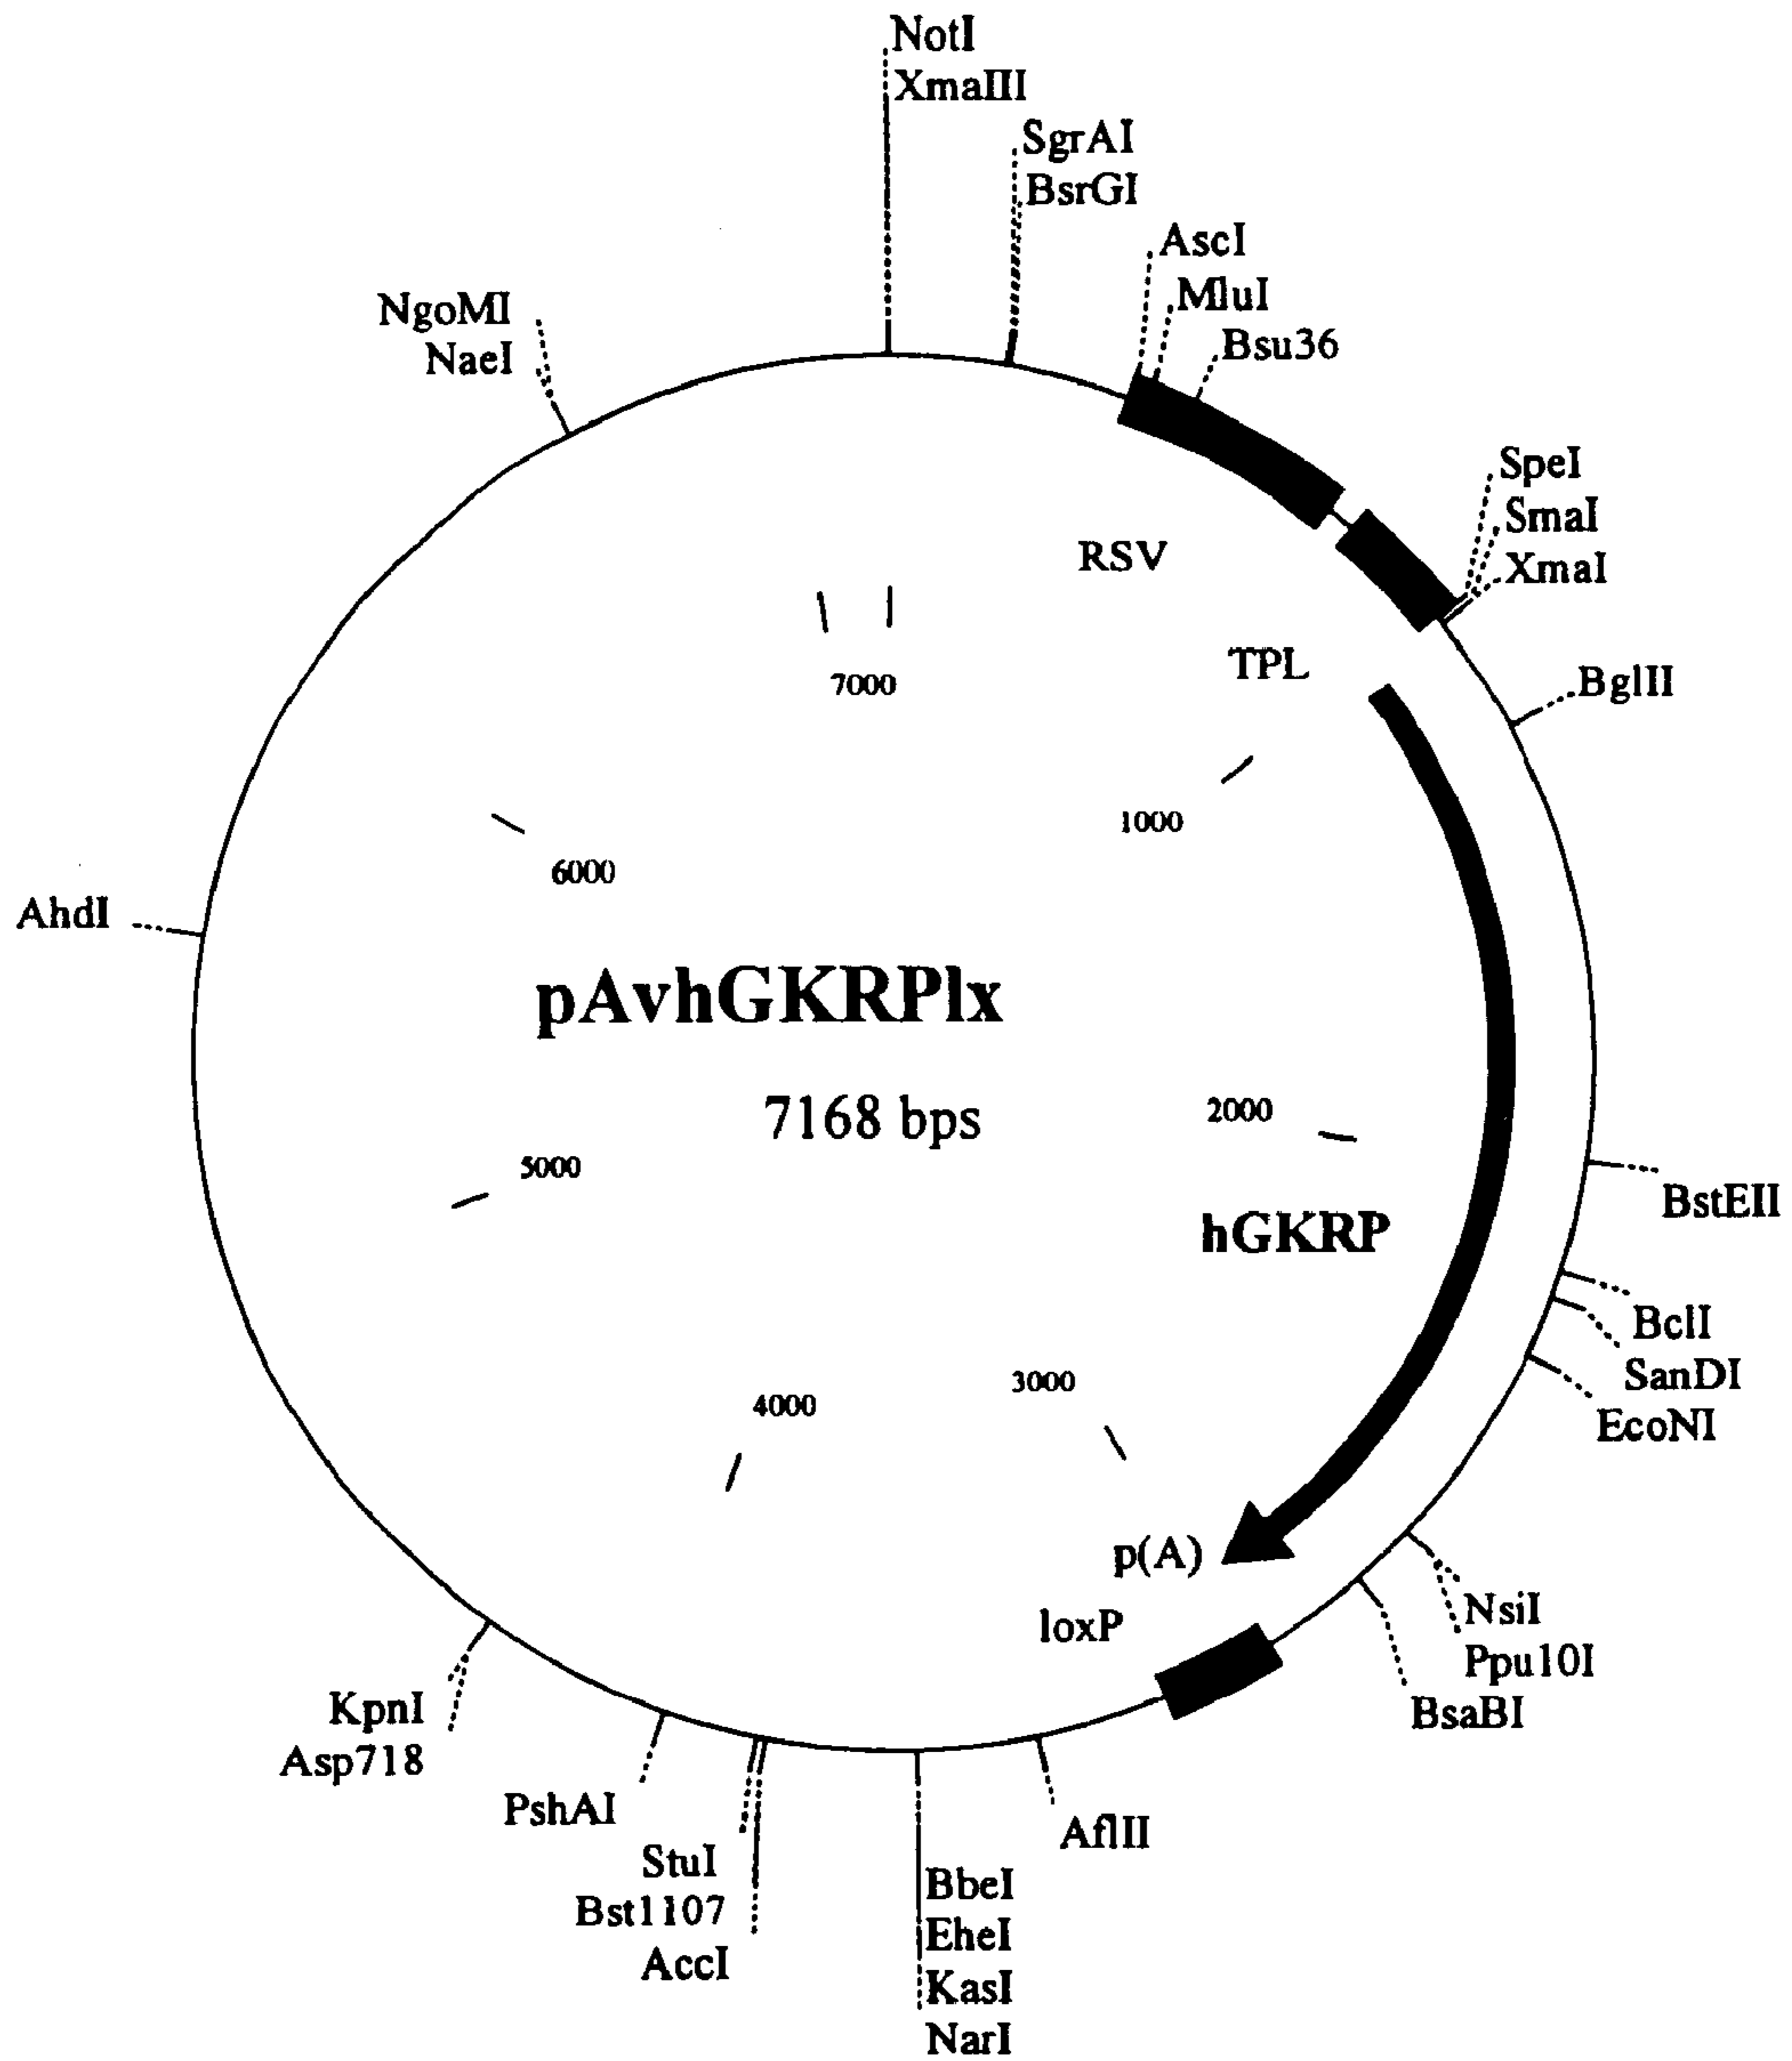 NotI
XmaIII
SgrAI
BsrGI
AscI
MluI
Bsu36
NgoMI
NaeI
SpeI
SmaI
XmaI
RSV
TPL
BglII
7000
1000
6000
AhdI
pAvhGKRPlx
7168 bps
2000
5000
BstEII
hGKRP
BclI
SanDI
EcoNI
3000
4000
p(A)
loxP
NsiI
Ppu10I
BsaBI
KpnI
Asp718
PshAI
StuI
Bst1107
AccI
AflII
BbeI
EheI
KasI
NarI